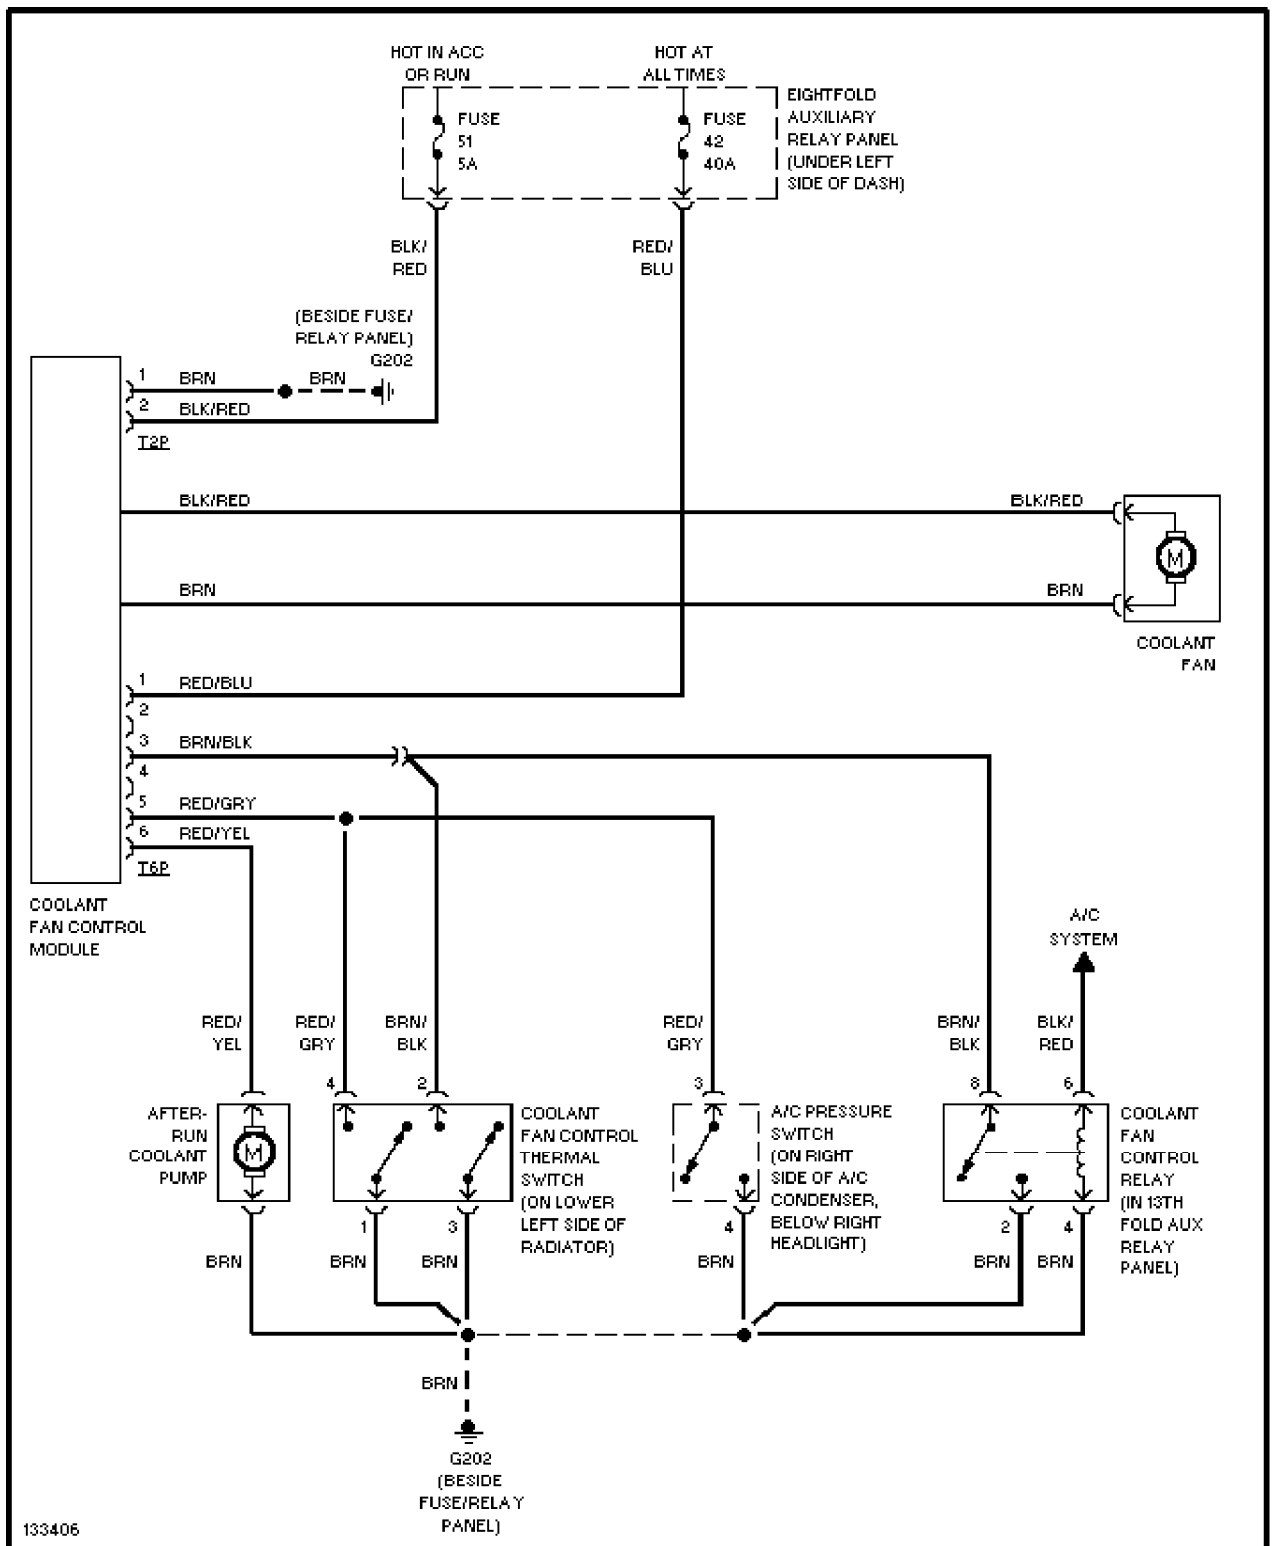 HOT IN ACC
OR RUN
HOT AT
ALL TIMES
FUSE
51
5A
FUSE
42
40A
EIGHTFOLD
AUXILIARY
RELAY PANEL
(UNDER LEFT
SIDE OF DASH)
BLK/
RED
RED/
BLU
(BESIDE FUSE/
RELAY PANEL)
G202
1
BRN
BRN
2
BLK/RED
T2P
BLK/RED
BLK/RED
M
BRN
BRN
COOLANT
FAN
1
RED/BLU
2
3
BRN/BLK
4
5
RED/GRY
6
RED/YEL
T6P
COOLANT
FAN CONTROL
MODULE
A/C
SYSTEM
RED/
YEL
RED/
GRY
BRN/
BLK
RED/
GRY
BRN/
BLK
BLK/
RED
4
2
3
8
6
AFTER-
RUN
COOLANT
PUMP
M
COOLANT
FAN CONTROL
THERMAL
SWITCH
(ON LOWER
LEFT SIDE OF
RADIATOR)
A/C PRESSURE
SWITCH
(ON RIGHT
SIDE OF A/C
CONDENSER,
BELOW RIGHT
HEADLIGHT)
COOLANT
FAN
CONTROL
RELAY
(IN 13TH
FOLD AUX
RELAY
PANEL)
1
3
4
2
4
BRN
BRN
BRN
BRN
BRN
BRN
BRN
G202
(BESIDE
FUSE/RELAY
PANEL)
133406